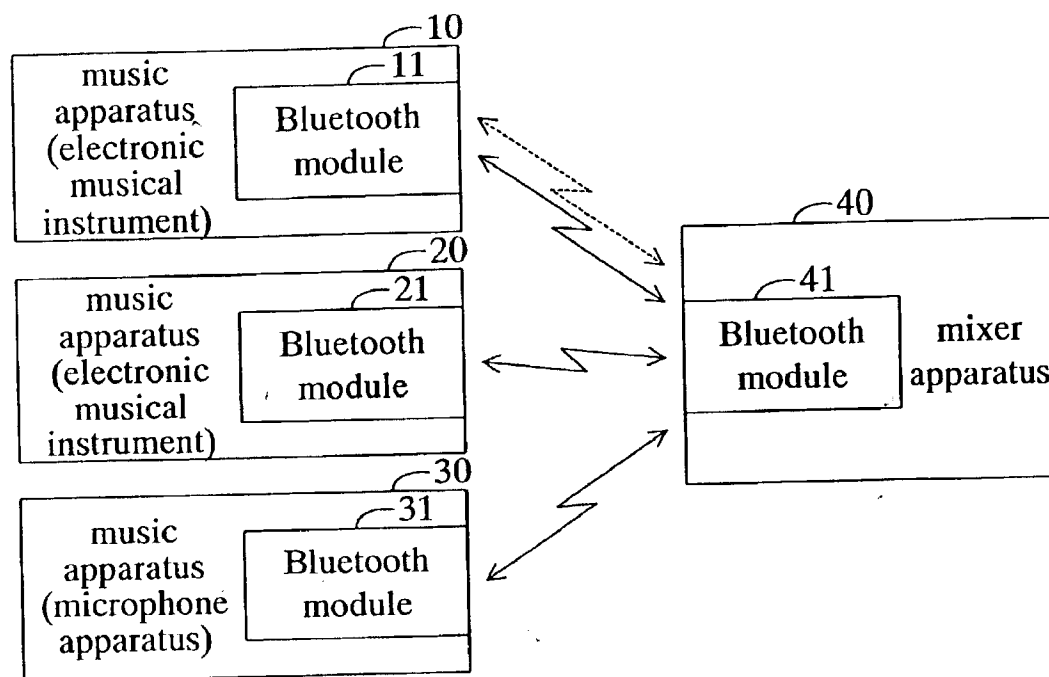 10
music
apparatus
(electronic
musical
instrument)
11
Bluetooth
module
20
music
apparatus
(electronic
musical
instrument)
21
Bluetooth
module
30
music
apparatus
(microphone
apparatus)
31
Bluetooth
module
40
41
Bluetooth
module
mixer
apparatus